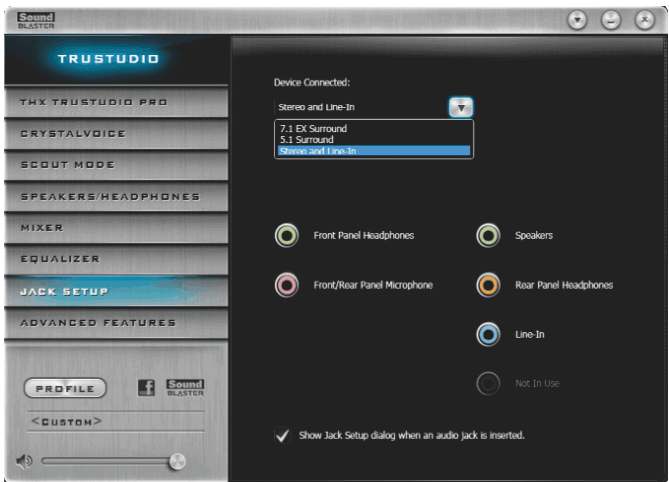 Sound
BLASTER
TRUSTUDIO
THX TRUSTUDIO PRO
CRYSTALVOICE
SCOUT MODE
SPEAKERS/HEADPHONES
MIXER
EQUALIZER
JACK SETUP
ADVANCED FEATURES
PROFILE
f
Sound
BLASTER
<CUSTOM>
Device Connected:
Stereo and Line-In
7.1 EX Surround
5.1 Surround
Stereo and Line-In
Front Panel Headphones
Speakers
Front/Rear Panel Microphone
Rear Panel Headphones
Line-In
Not In Use
Show Jack Setup dialog when an audio jack is inserted.